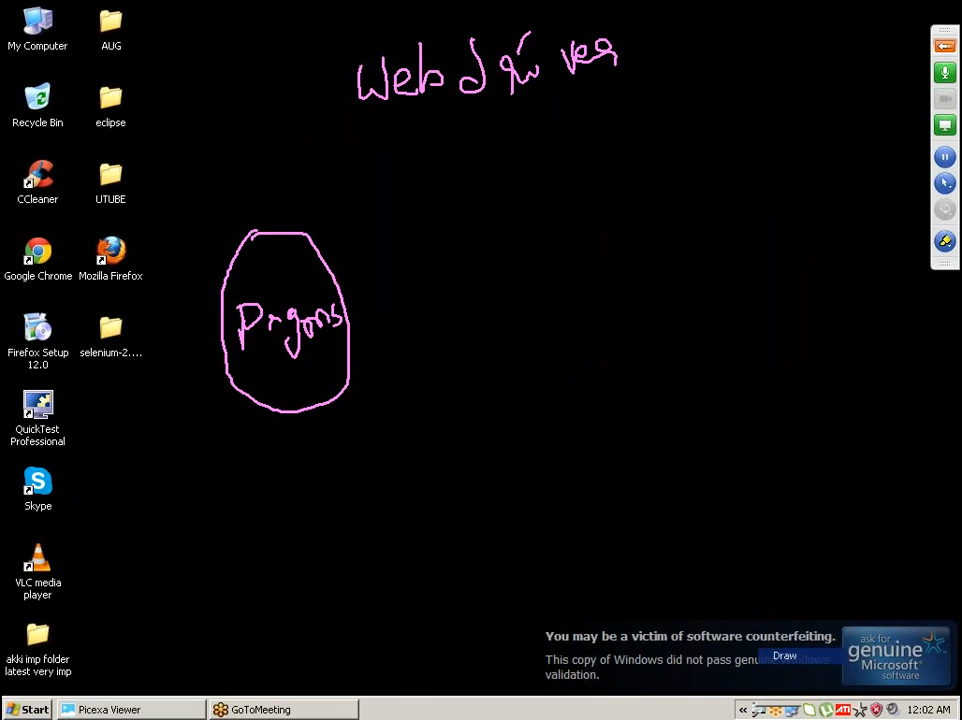 Web driver
My Computer
AUG
Recycle Bin
eclipse
CCleaner
UTUBE
Google Chrome
Mozilla Firefox
Firefox Setup
12.0
selenium-2....
QuickTest
Professional
Skype
VLC media
player
akki imp folder
latest very imp
You may be a victim of software counterfeiting.
This copy of Windows did not pass genuine Windows
validation.
Draw
ask for
genuine
Microsoft
software
Start
Picexa Viewer
GoToMeeting
ATI
12:02 AM